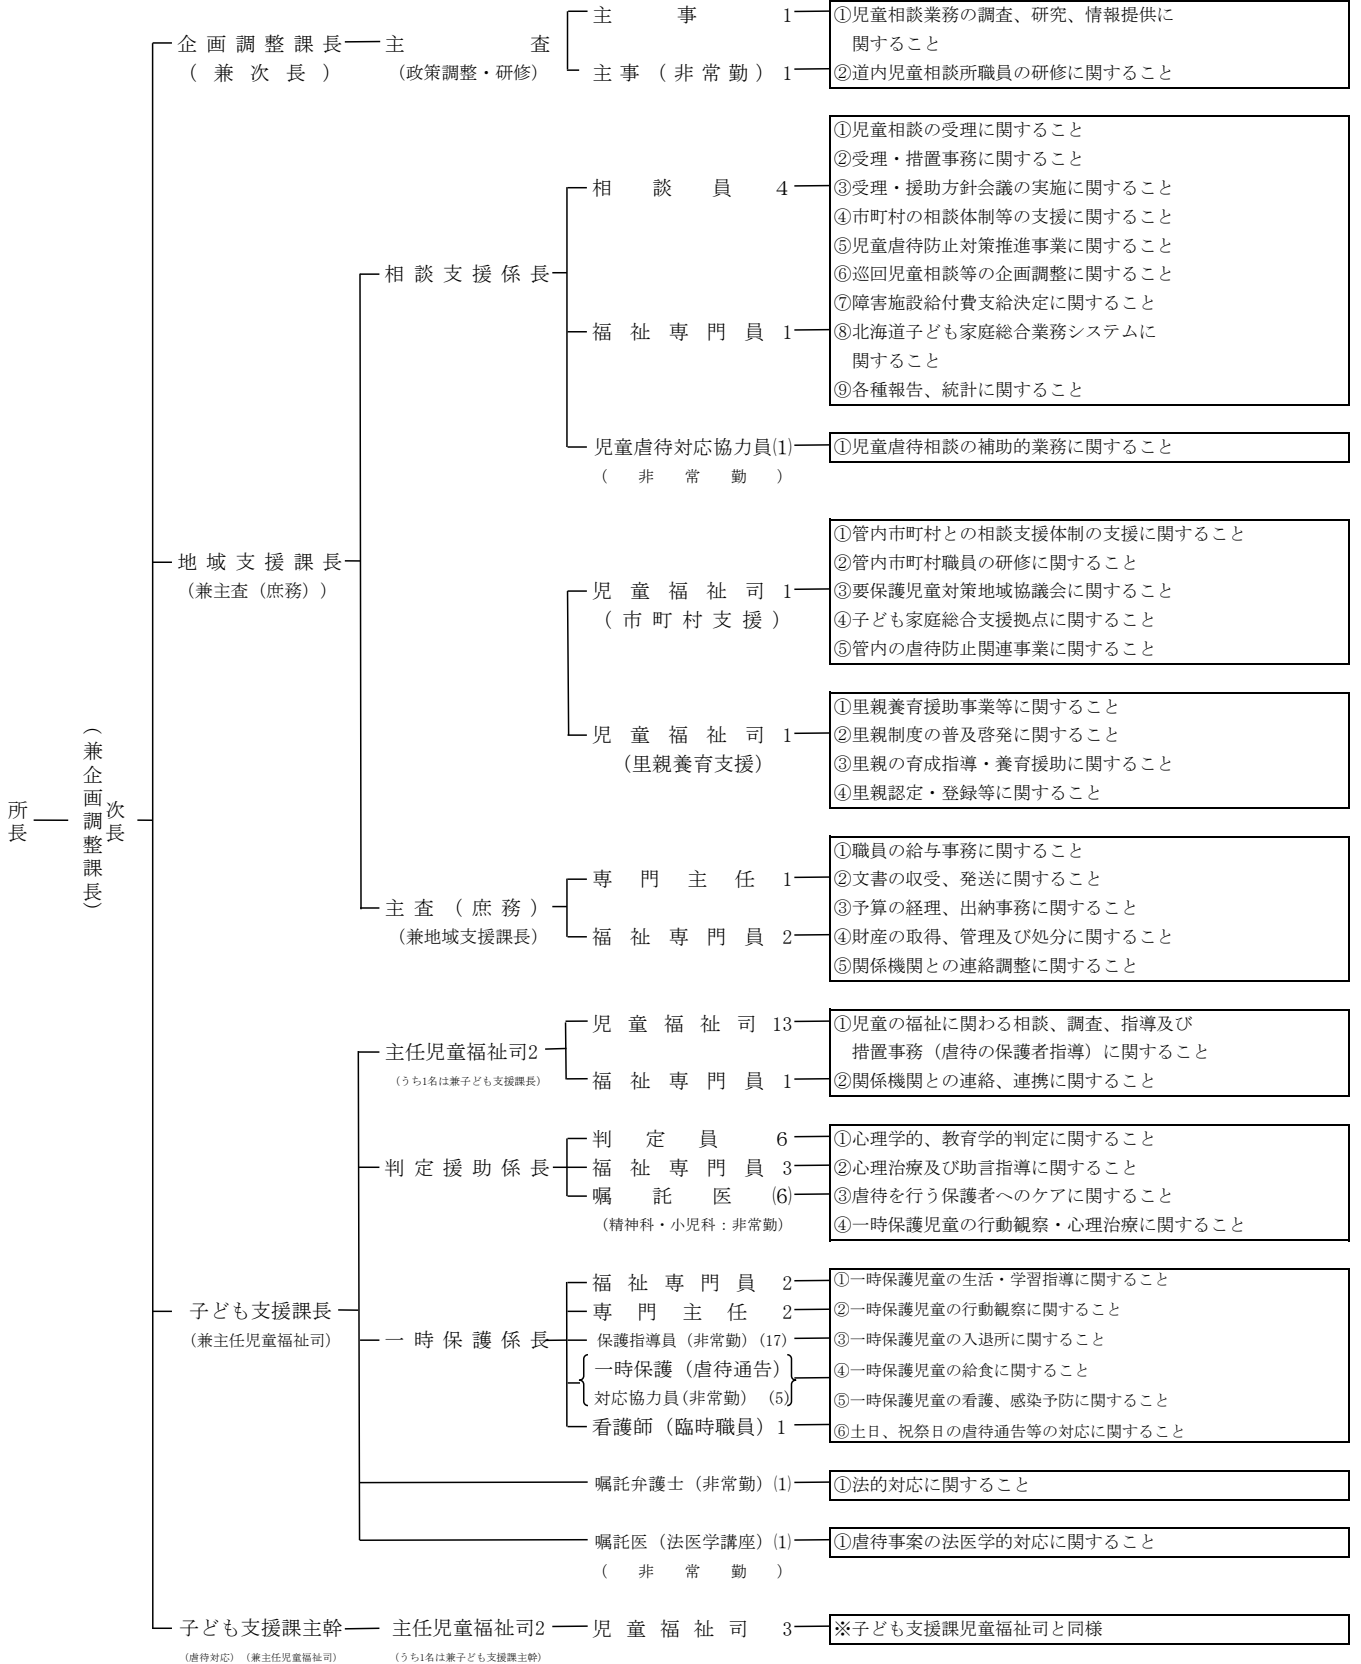 所長
次長
（兼企画調整課長）
企画調整課長
（兼次長）
主査
（政策調整・研修）
主事 1
主事（非常勤）1
①児童相談業務の調査、研究、情報提供に
関すること
②道内児童相談所職員の研修に関すること
地域支援課長
（兼主査（庶務））
相談支援係長
相談員 4
福祉専門員 1
①児童相談の受理に関すること
②受理・措置事務に関すること
③受理・援助方針会議の実施に関すること
④市町村の相談体制等の支援に関すること
⑤児童虐待防止対策推進事業に関すること
⑥巡回児童相談等の企画調整に関すること
⑦障害施設給付費支給決定に関すること
⑧北海道子ども家庭総合業務システムに
関すること
⑨各種報告、統計に関すること
児童虐待対応協力員⑴
（非常勤）
①児童虐待相談の補助的業務に関すること
児童福祉司 1
（市町村支援）
①管内市町村との相談支援体制の支援に関すること
②管内市町村職員の研修に関すること
③要保護児童対策地域協議会に関すること
④子ども家庭総合支援拠点に関すること
⑤管内の虐待防止関連事業に関すること
児童福祉司 1
（里親養育支援）
①里親養育援助事業等に関すること
②里親制度の普及啓発に関すること
③里親の育成指導・養育援助に関すること
④里親認定・登録等に関すること
主査（庶務）
（兼地域支援課長）
専門主任 1
福祉専門員 2
①職員の給与事務に関すること
②文書の収受、発送に関すること
③予算の経理、出納事務に関すること
④財産の取得、管理及び処分に関すること
⑤関係機関との連絡調整に関すること
子ども支援課長
（兼主任児童福祉司）
主任児童福祉司2
（うち1名は兼子ども支援課長）
児童福祉司 13
福祉専門員 1
①児童の福祉に関わる相談、調査、指導及び
措置事務（虐待の保護者指導）に関すること
②関係機関との連絡、連携に関すること
判定援助係長
判定員 6
福祉専門員 3
嘱託医 ⑹
（精神科・小児科：非常勤）
①心理学的、教育学的判定に関すること
②心理治療及び助言指導に関すること
③虐待を行う保護者へのケアに関すること
④一時保護児童の行動観察・心理治療に関すること
一時保護係長
福祉専門員 2
専門主任 2
保護指導員（非常勤）(17)
一時保護（虐待通告）
対応協力員(非常勤） (5)
看護師（臨時職員）1
①一時保護児童の生活・学習指導に関すること
②一時保護児童の行動観察に関すること
③一時保護児童の入退所に関すること
④一時保護児童の給食に関すること
⑤一時保護児童の看護、感染予防に関すること
⑥土日、祝祭日の虐待通告等の対応に関すること
嘱託弁護士（非常勤）⑴
①法的対応に関すること
嘱託医（法医学講座）⑴
（非常勤）
①虐待事案の法医学的対応に関すること
子ども支援課主幹
（虐待対応）（兼主任児童福祉司）
主任児童福祉司2
（うち1名は兼子ども支援課主幹）
児童福祉司 3
※子ども支援課児童福祉司と同様